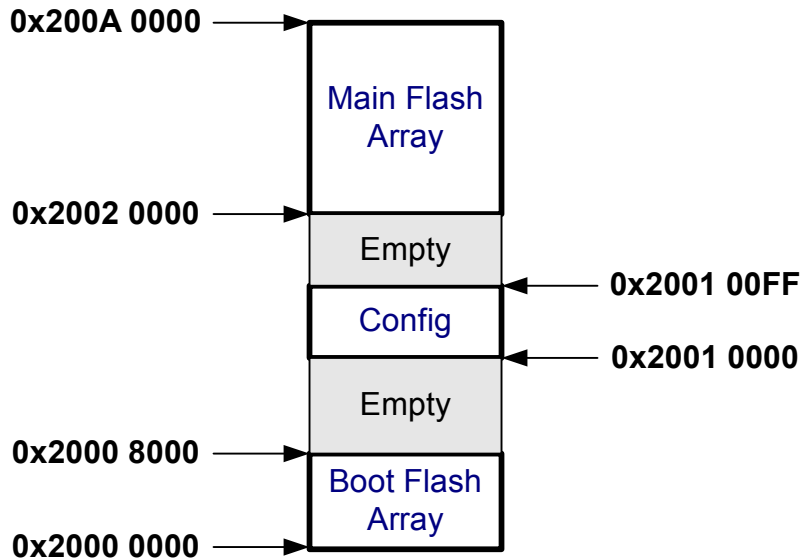 0x200A 0000
Main Flash
Array
0x2002 0000
Empty
0x2001 00FF
Config
0x2001 0000
Empty
0x2000 8000
Boot Flash
Array
0x2000 0000